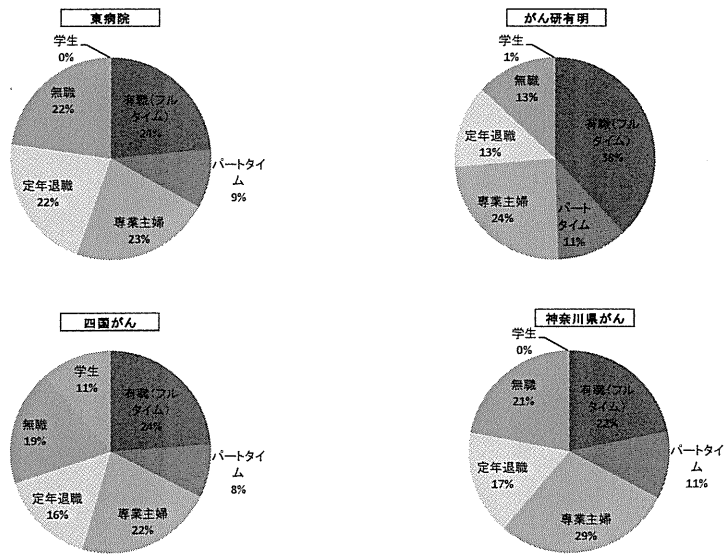 東病院
学生
0%
有職(フル
タイム)
24%
パートタイ
ム
9%
専業主婦
23%
定年退職
22%
無職
22%
がん研有明
学生
1%
有職(フル
タイム)
38%
パート
タイム
11%
専業主婦
24%
定年退職
13%
無職
13%
四国がん
学生
11%
有職(フル
タイム)
24%
パートタイ
ム
8%
専業主婦
22%
定年退職
16%
無職
19%
神奈川県がん
学生
0%
有職(フル
タイム)
22%
パートタイ
ム
11%
専業主婦
29%
定年退職
17%
無職
21%